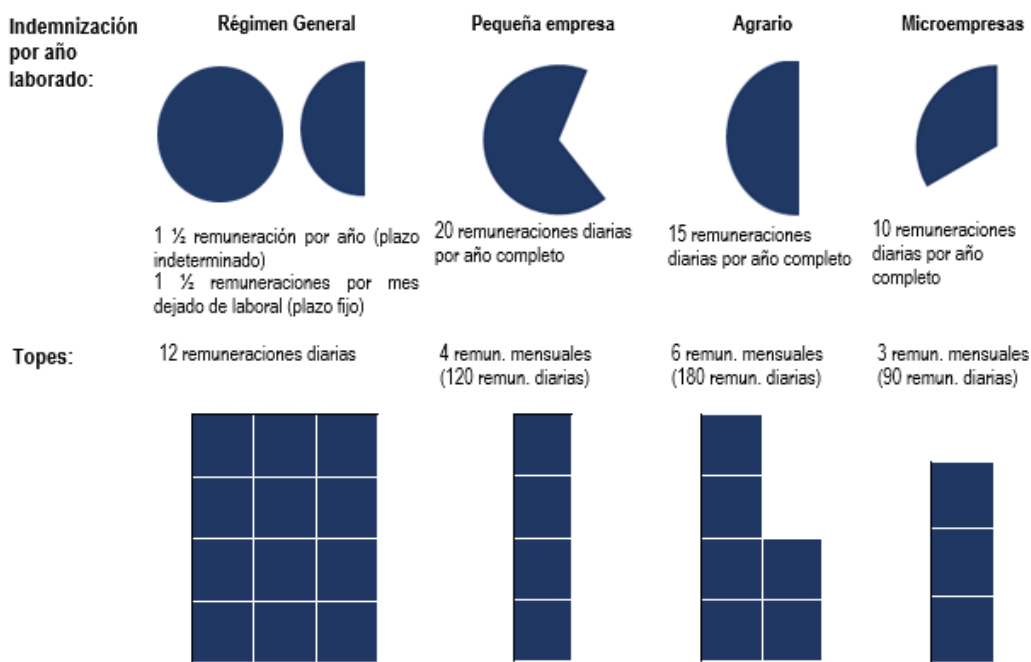 Indemnización
por año
laborado:
Régimen General
Pequeña empresa
Agrario
Microempresas
1 ½ remuneración por año (plazo
indeterminado)
1 ½ remuneraciones por mes
dejado de laboral (plazo fijo)
20 remuneraciones diarias
por año completo
15 remuneraciones
diarias por año completo
10 remuneraciones
diarias por año
completo
Topes:
12 remuneraciones diarias
4 remun. mensuales
(120 remun. diarias)
6 remun. mensuales
(180 remun. diarias)
3 remun. mensuales
(90 remun. diarias)